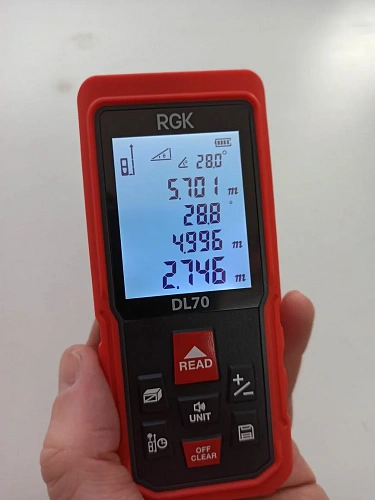 RGK
28.0°
5.701 m
28.8 °
4.996 m
2.746 m
DL70
READ
UNIT
OFF
CLEAR